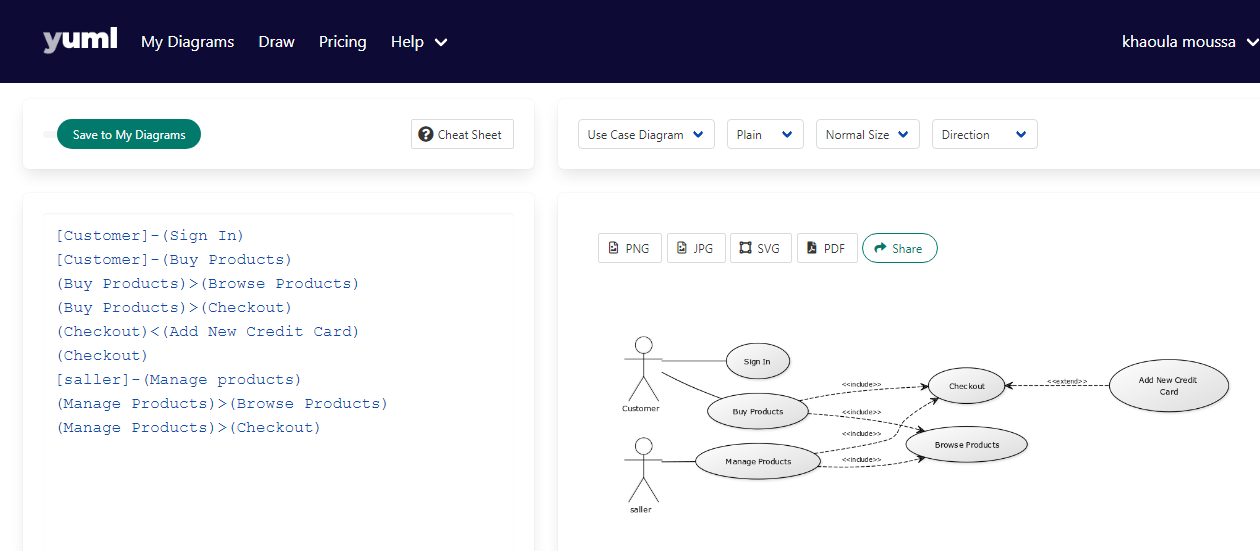 yuml My Diagrams Draw Pricing Help khaoula moussa
Save to My Diagrams Cheat Sheet
Use Case Diagram Plain Normal Size Direction
[Customer]-(Sign In)
[Customer]-(Buy Products)
(Buy Products)>(Browse Products)
(Buy Products)>(Checkout)
(Checkout)<(Add New Credit Card)
(Checkout)
[saller]-(Manage products)
(Manage Products)>(Browse Products)
(Manage Products)>(Checkout)
PNG JPG SVG PDF Share
Customer
Sign In
Buy Products
<<include>>
<<include>>
Checkout
<<extend>>
Add New Credit
Card
saller
Manage Products
<<include>>
<<include>>
Browse Products